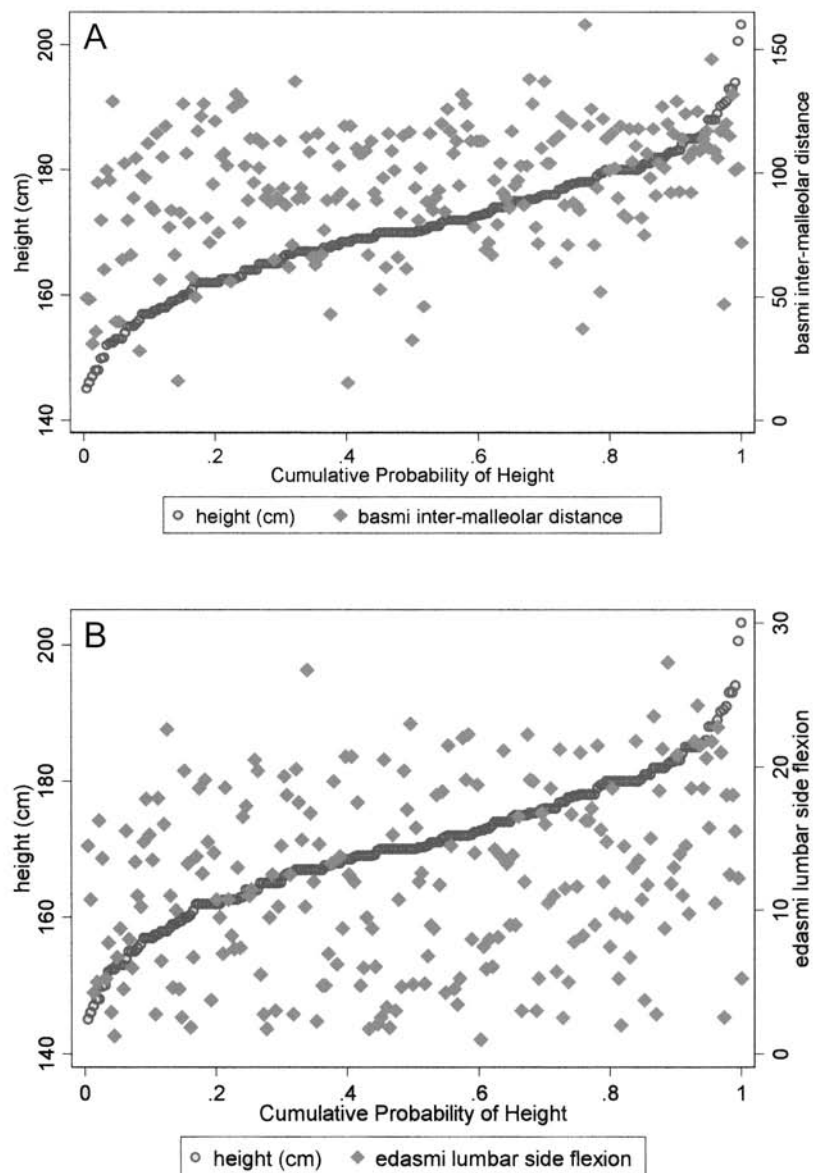 A
height (cm)
200
180
160
140
basmi inter-malleolar distance
150
100
50
0
0 .2 .4 .6 .8 1
Cumulative Probability of Height
height (cm) basmi inter-malleolar distance
B
height (cm)
200
180
160
140
edasmi lumbar side flexion
30
20
10
0
0 .2 .4 .6 .8 1
Cumulative Probability of Height
height (cm) edasmi lumbar side flexion